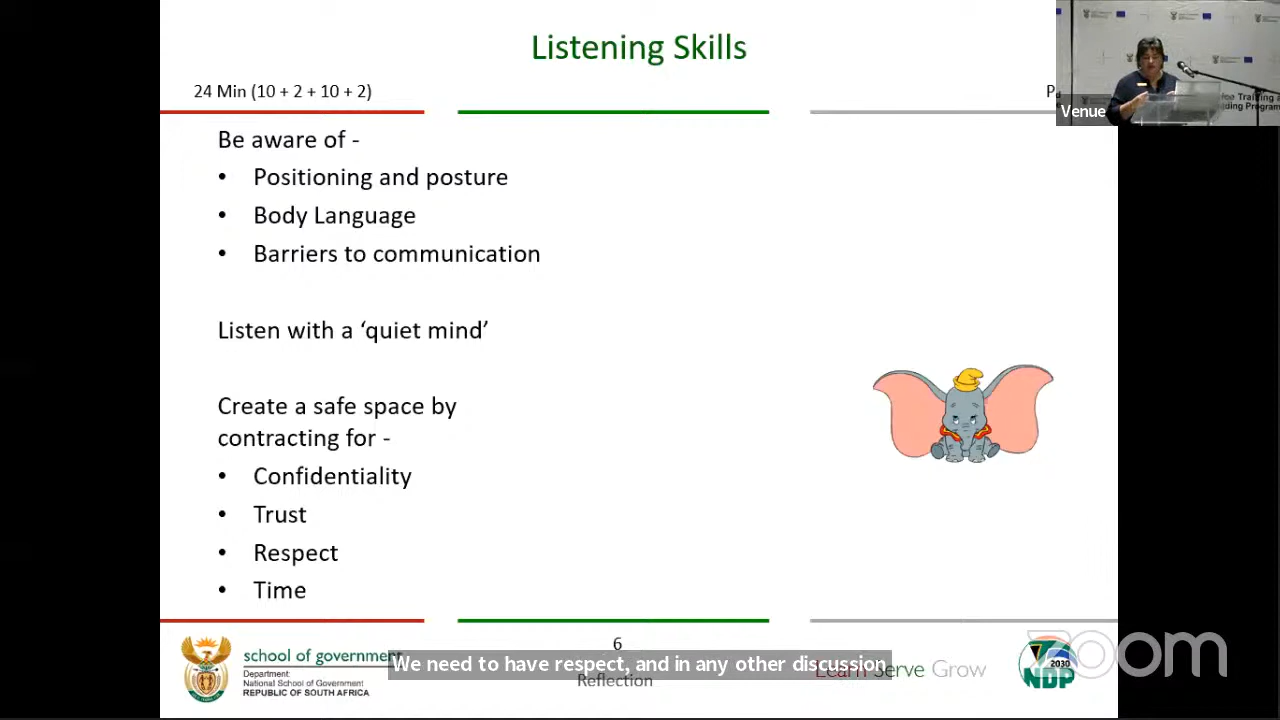 Listening Skills
24 Min (10 + 2 + 10 + 2)
Venue
Be aware of -
• Positioning and posture
• Body Language
• Barriers to communication
Listen with a ‘quiet mind’
Create a safe space by
contracting for -
• Confidentiality
• Trust
• Respect
• Time
6
Reflection
We need to have respect, and in any other discussion,
school of government
Department:
National School of Government
REPUBLIC OF SOUTH AFRICA
Learn Serve Grow
2030
NDP
zoom